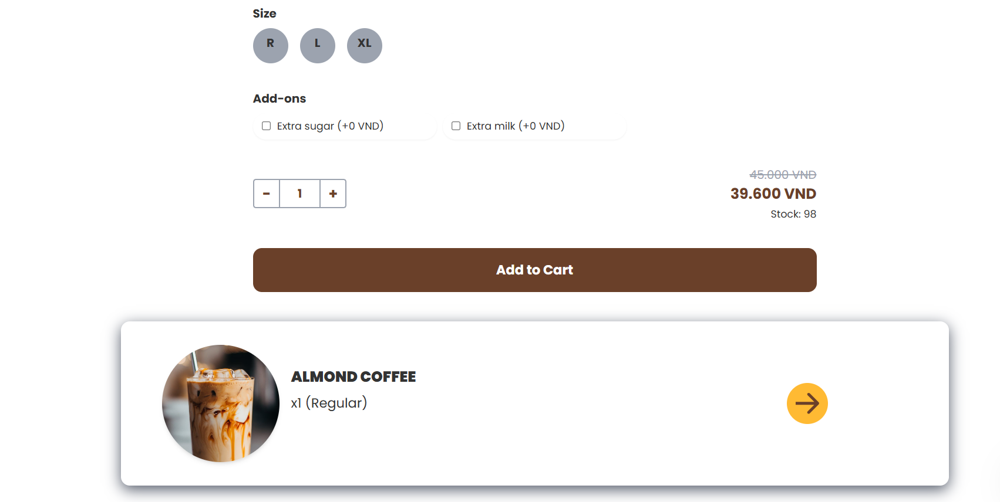 Size
R L XL
Add-ons
Extra sugar (+0 VND) Extra milk (+0 VND)
45.000 VND
- 1 +
39.600 VND
Stock: 98
Add to Cart
ALMOND COFFEE
x1 (Regular)